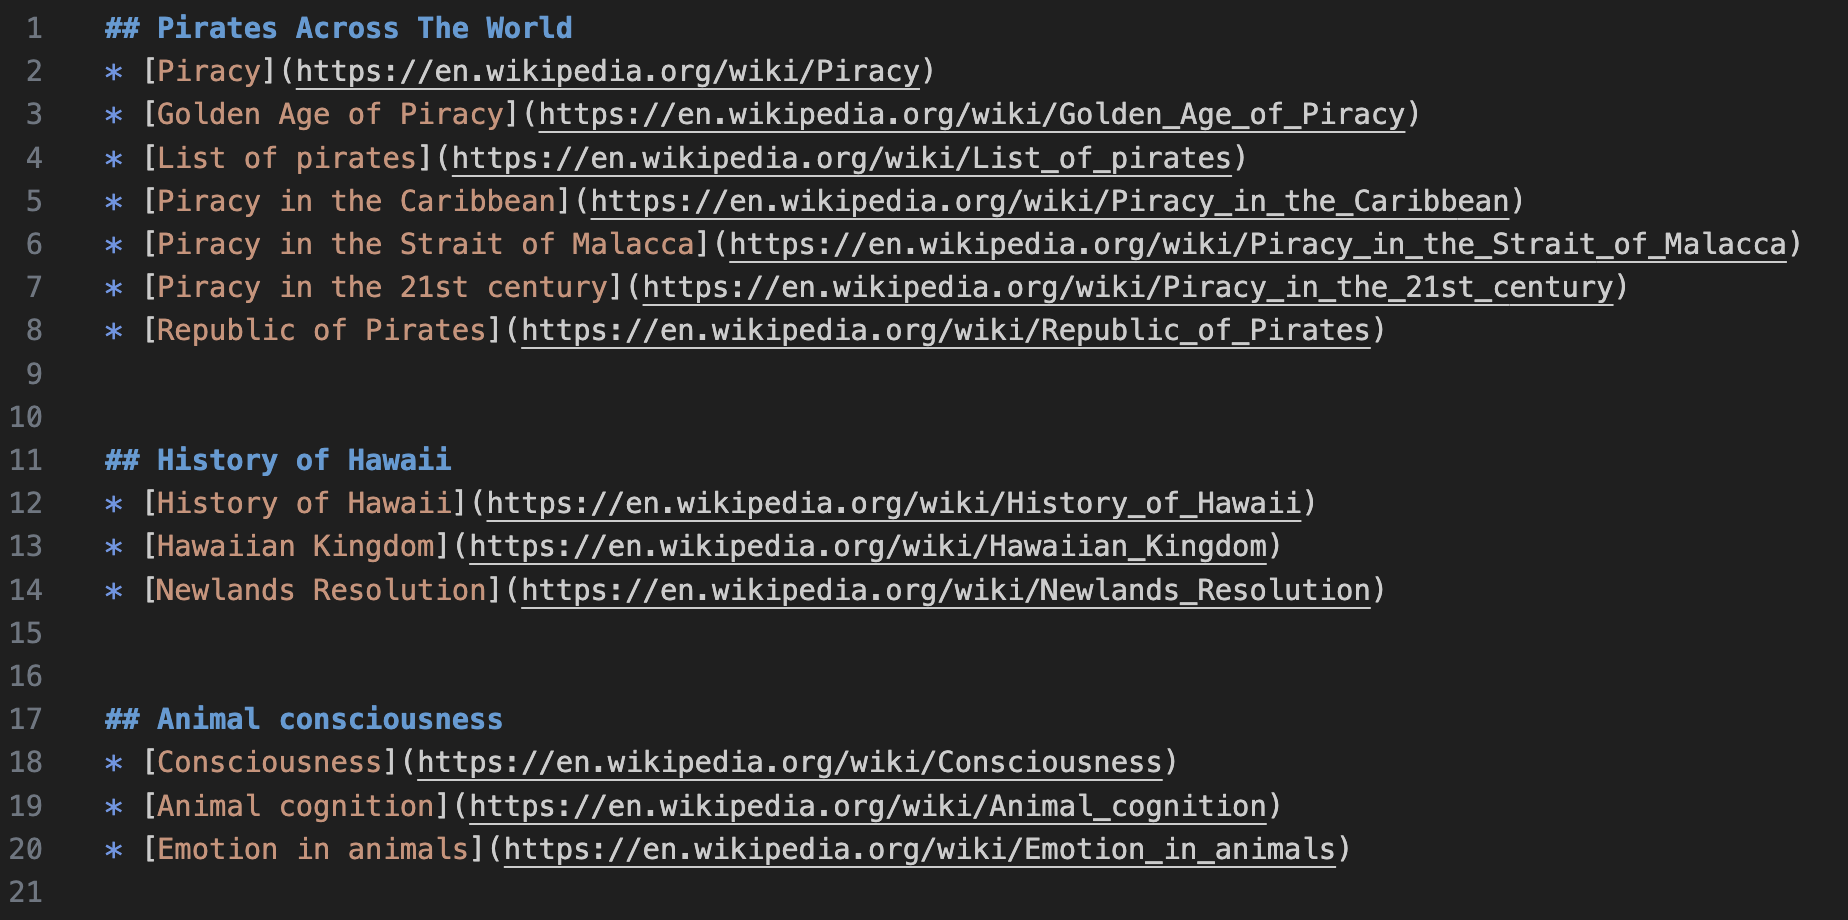 1 ## Pirates Across The World
2 * [Piracy](https://en.wikipedia.org/wiki/Piracy)
3 * [Golden Age of Piracy](https://en.wikipedia.org/wiki/Golden_Age_of_Piracy)
4 * [List of pirates](https://en.wikipedia.org/wiki/List_of_pirates)
5 * [Piracy in the Caribbean](https://en.wikipedia.org/wiki/Piracy_in_the_Caribbean)
6 * [Piracy in the Strait of Malacca](https://en.wikipedia.org/wiki/Piracy_in_the_Strait_of_Malacca)
7 * [Piracy in the 21st century](https://en.wikipedia.org/wiki/Piracy_in_the_21st_century)
8 * [Republic of Pirates](https://en.wikipedia.org/wiki/Republic_of_Pirates)
9
10
11 ## History of Hawaii
12 * [History of Hawaii](https://en.wikipedia.org/wiki/History_of_Hawaii)
13 * [Hawaiian Kingdom](https://en.wikipedia.org/wiki/Hawaiian_Kingdom)
14 * [Newlands Resolution](https://en.wikipedia.org/wiki/Newlands_Resolution)
15
16
17 ## Animal consciousness
18 * [Consciousness](https://en.wikipedia.org/wiki/Consciousness)
19 * [Animal cognition](https://en.wikipedia.org/wiki/Animal_cognition)
20 * [Emotion in animals](https://en.wikipedia.org/wiki/Emotion_in_animals)
21